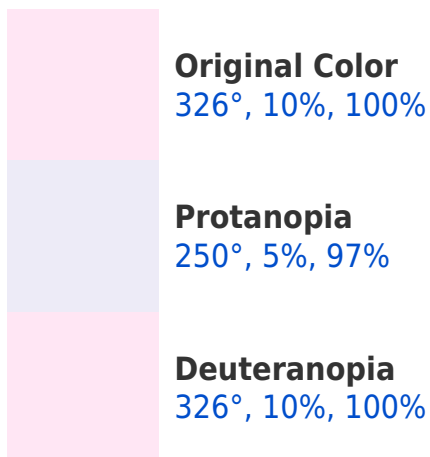 Original Color
326°, 10%, 100%
Protanopia
250°, 5%, 97%
Deuteranopia
326°, 10%, 100%